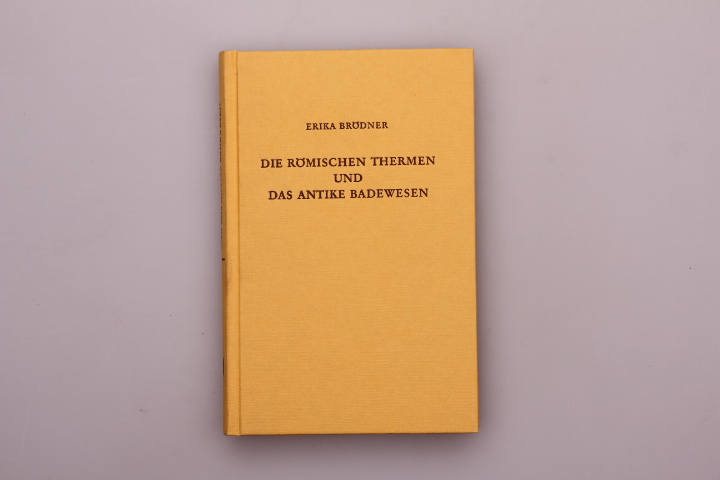 ERIKA BRÖDNER
DIE RÖMISCHEN THERMEN
UND
DAS ANTIKE BADEWESEN